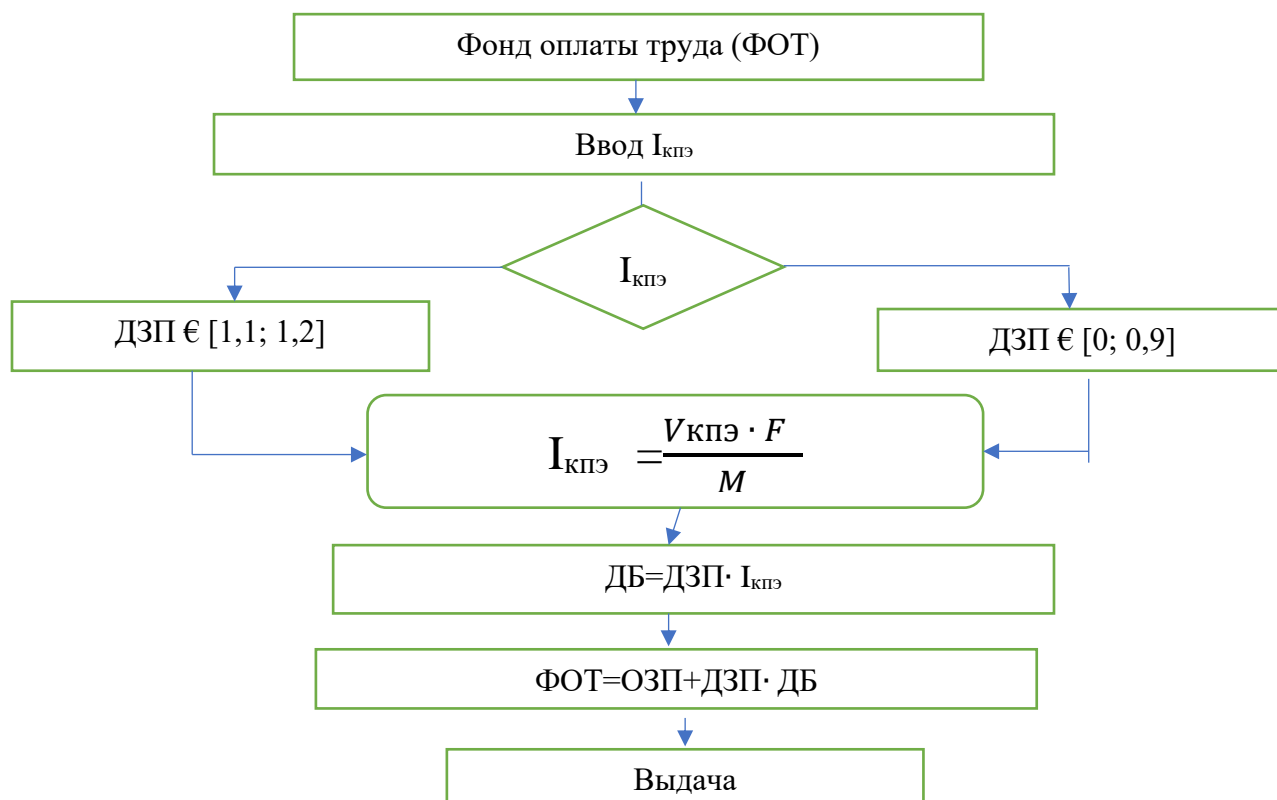 Фонд оплаты труда (ФОТ)
Ввод Iкпэ
Iкпэ
ДЗП € [1,1; 1,2]
ДЗП € [0; 0,9]
Iкпэ = Vкпэ · F / M
ДБ=ДЗП· Iкпэ
ФОТ=ОЗП+ДЗП· ДБ
Выдача